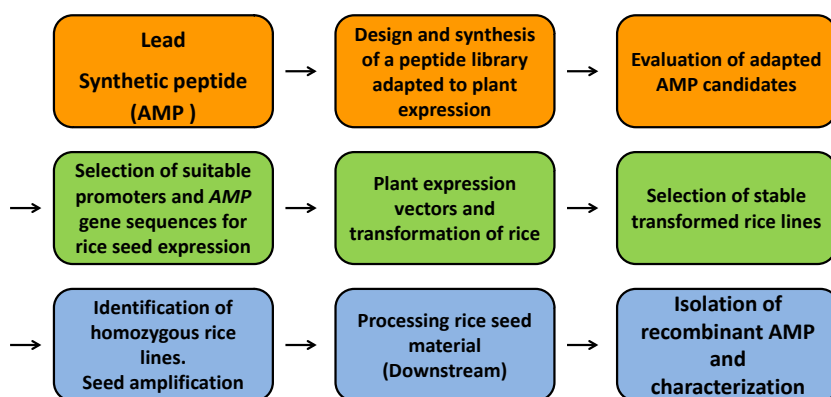 Lead
Synthetic peptide
(AMP )
Design and synthesis
of a peptide library
adapted to plant
expression
Evaluation of adapted
AMP candidates
Selection of suitable
promoters and AMP
gene sequences for
rice seed expression
Plant expression
vectors and
transformation of rice
Selection of stable
transformed rice lines
Identification of
homozygous rice
lines.
Seed amplification
Processing rice seed
material
(Downstream)
Isolation of
recombinant AMP
and
characterization